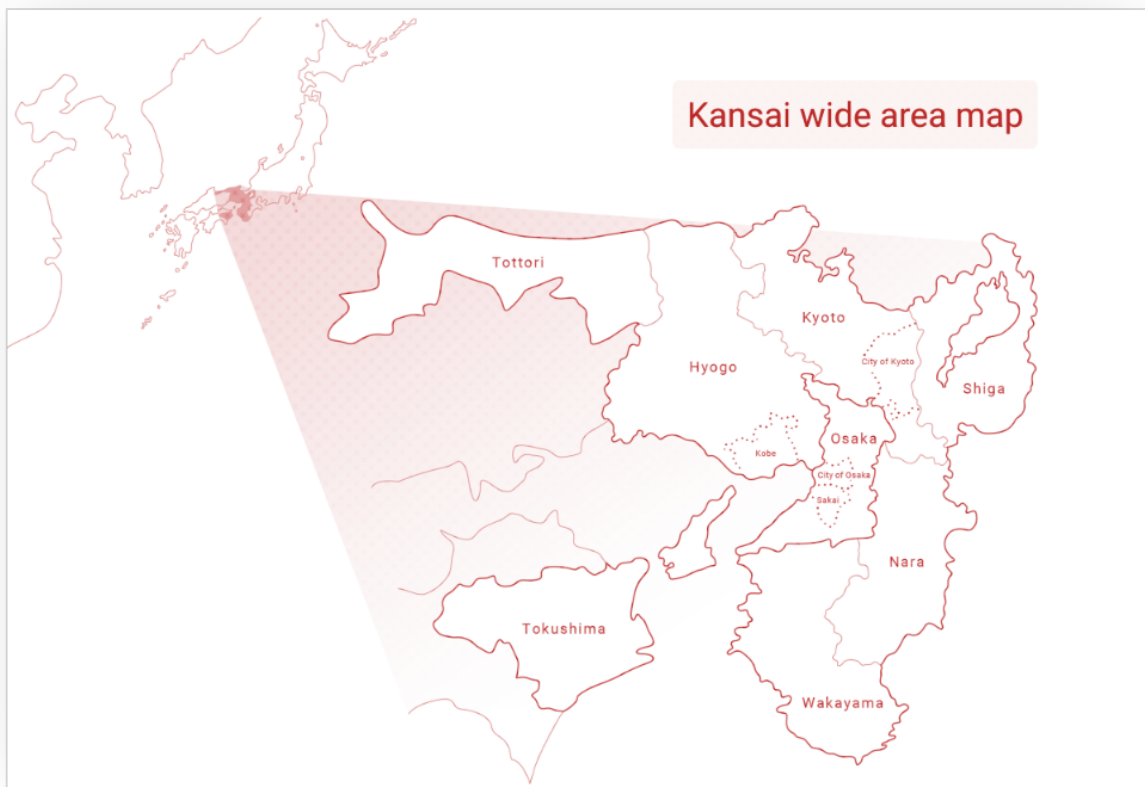 Kansai wide area map
Tottori
Kyoto
City of Kyoto
Hyogo
Shiga
Osaka
Kobe
City of Osaka
Sakai
Nara
Tokushima
Wakayama